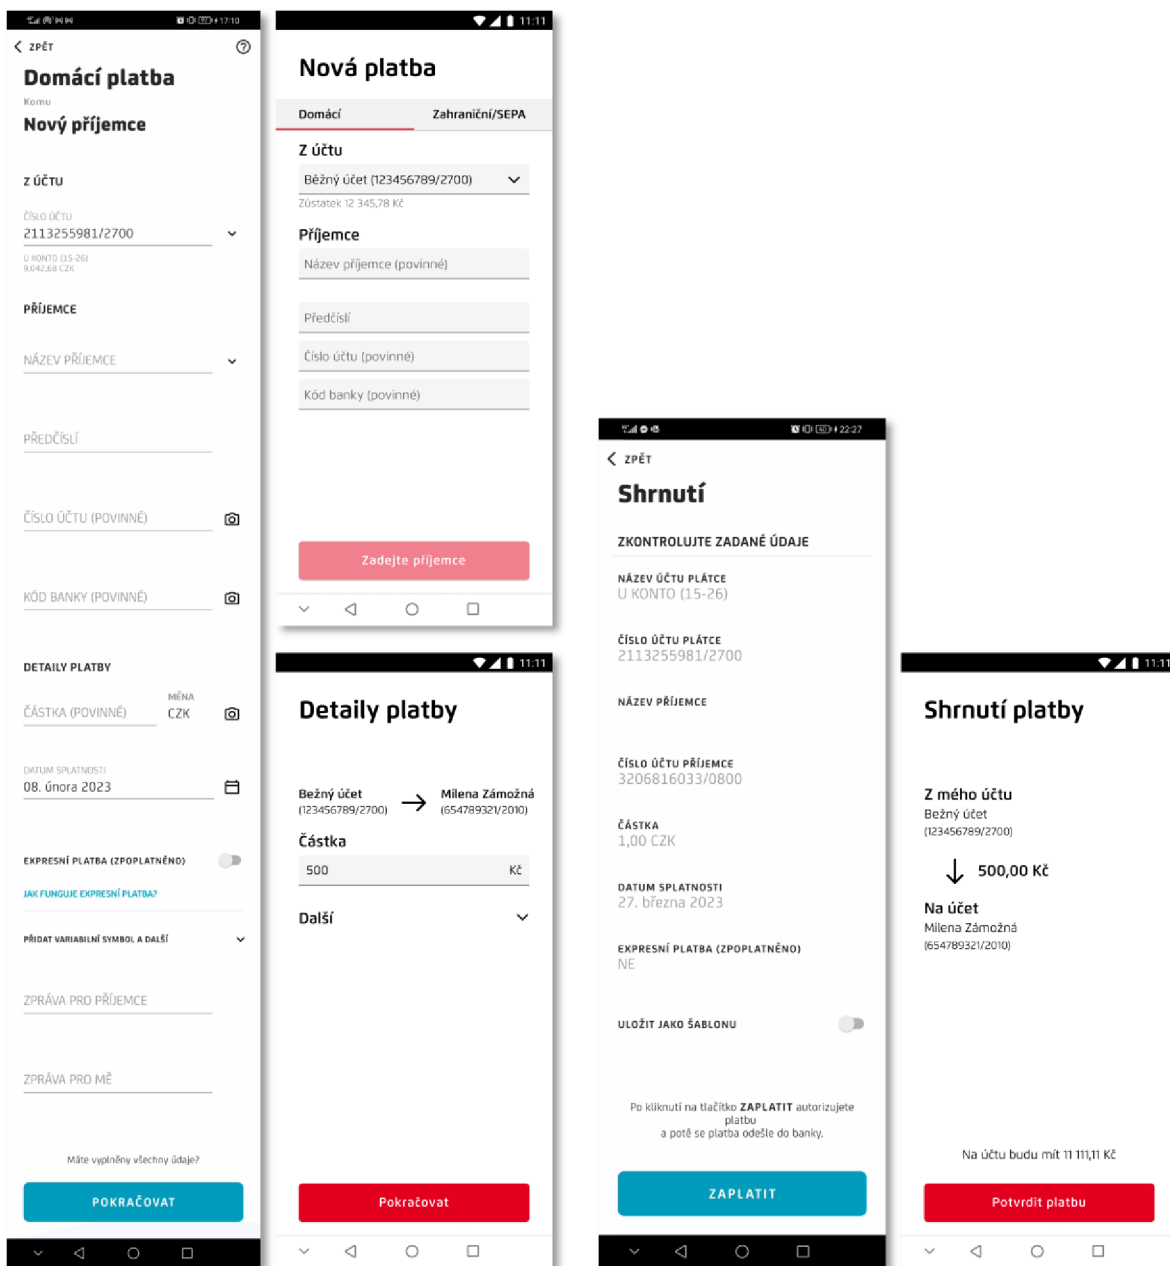 17:10
ZPĚT
Domácí platba
Komu
Nový příjemce
Z ÚČTU
ČÍSLO ÚČTU
2113255981/2700
U KONTO (15-26)
9.042,68 CZK
PŘÍJEMCE
NÁZEV PŘÍJEMCE
PŘEDČÍSLÍ
ČÍSLO ÚČTU (POVINNÉ)
KÓD BANKY (POVINNÉ)
DETAILY PLATBY
MĚNA
ČÁSTKA (POVINNÉ) CZK
DATUM SPLATNOSTI
08. února 2023
EXPRESNÍ PLATBA (ZPOPLATNĚNO)
JAK FUNGUJE EXPRESNÍ PLATBA?
PŘIDAT VARIABILNÍ SYMBOL A DALŠÍ
ZPRÁVA PRO PŘÍJEMCE
ZPRÁVA PRO MĚ
Máte vyplněny všechny údaje?
POKRAČOVAT
11:11
Nová platba
Domácí Zahraniční/SEPA
Z účtu
Běžný účet (123456789/2700)
Zůstatek 12 345,78 Kč
Příjemce
Název příjemce (povinné)
Předčíslí
Číslo účtu (povinné)
Kód banky (povinné)
Zadejte příjemce
11:11
Detaily platby
Bežný účet Milena Zámožná
(123456789/2700) (654789321/2010)
Částka
500 Kč
Další
Pokračovat
22:27
ZPĚT
Shrnutí
ZKONTROLUJTE ZADANÉ ÚDAJE
NÁZEV ÚČTU PLÁTCE
U KONTO (15-26)
ČÍSLO ÚČTU PLÁTCE
2113255981/2700
NÁZEV PŘÍJEMCE
ČÍSLO ÚČTU PŘÍJEMCE
3206816033/0800
ČÁSTKA
1,00 CZK
DATUM SPLATNOSTI
27. března 2023
EXPRESNÍ PLATBA (ZPOPLATNĚNO)
NE
ULOŽIT JAKO ŠABLONU
Po kliknutí na tlačítko ZAPLATIT autorizujete
platbu
a poté se platba odešle do banky.
ZAPLATIT
11:11
Shrnutí platby
Z mého účtu
Bežný účet
(123456789/2700)
500,00 Kč
Na účet
Milena Zámožná
(654789321/2010)
Na účtu budu mít 11 111,11 Kč
Potvrdit platbu